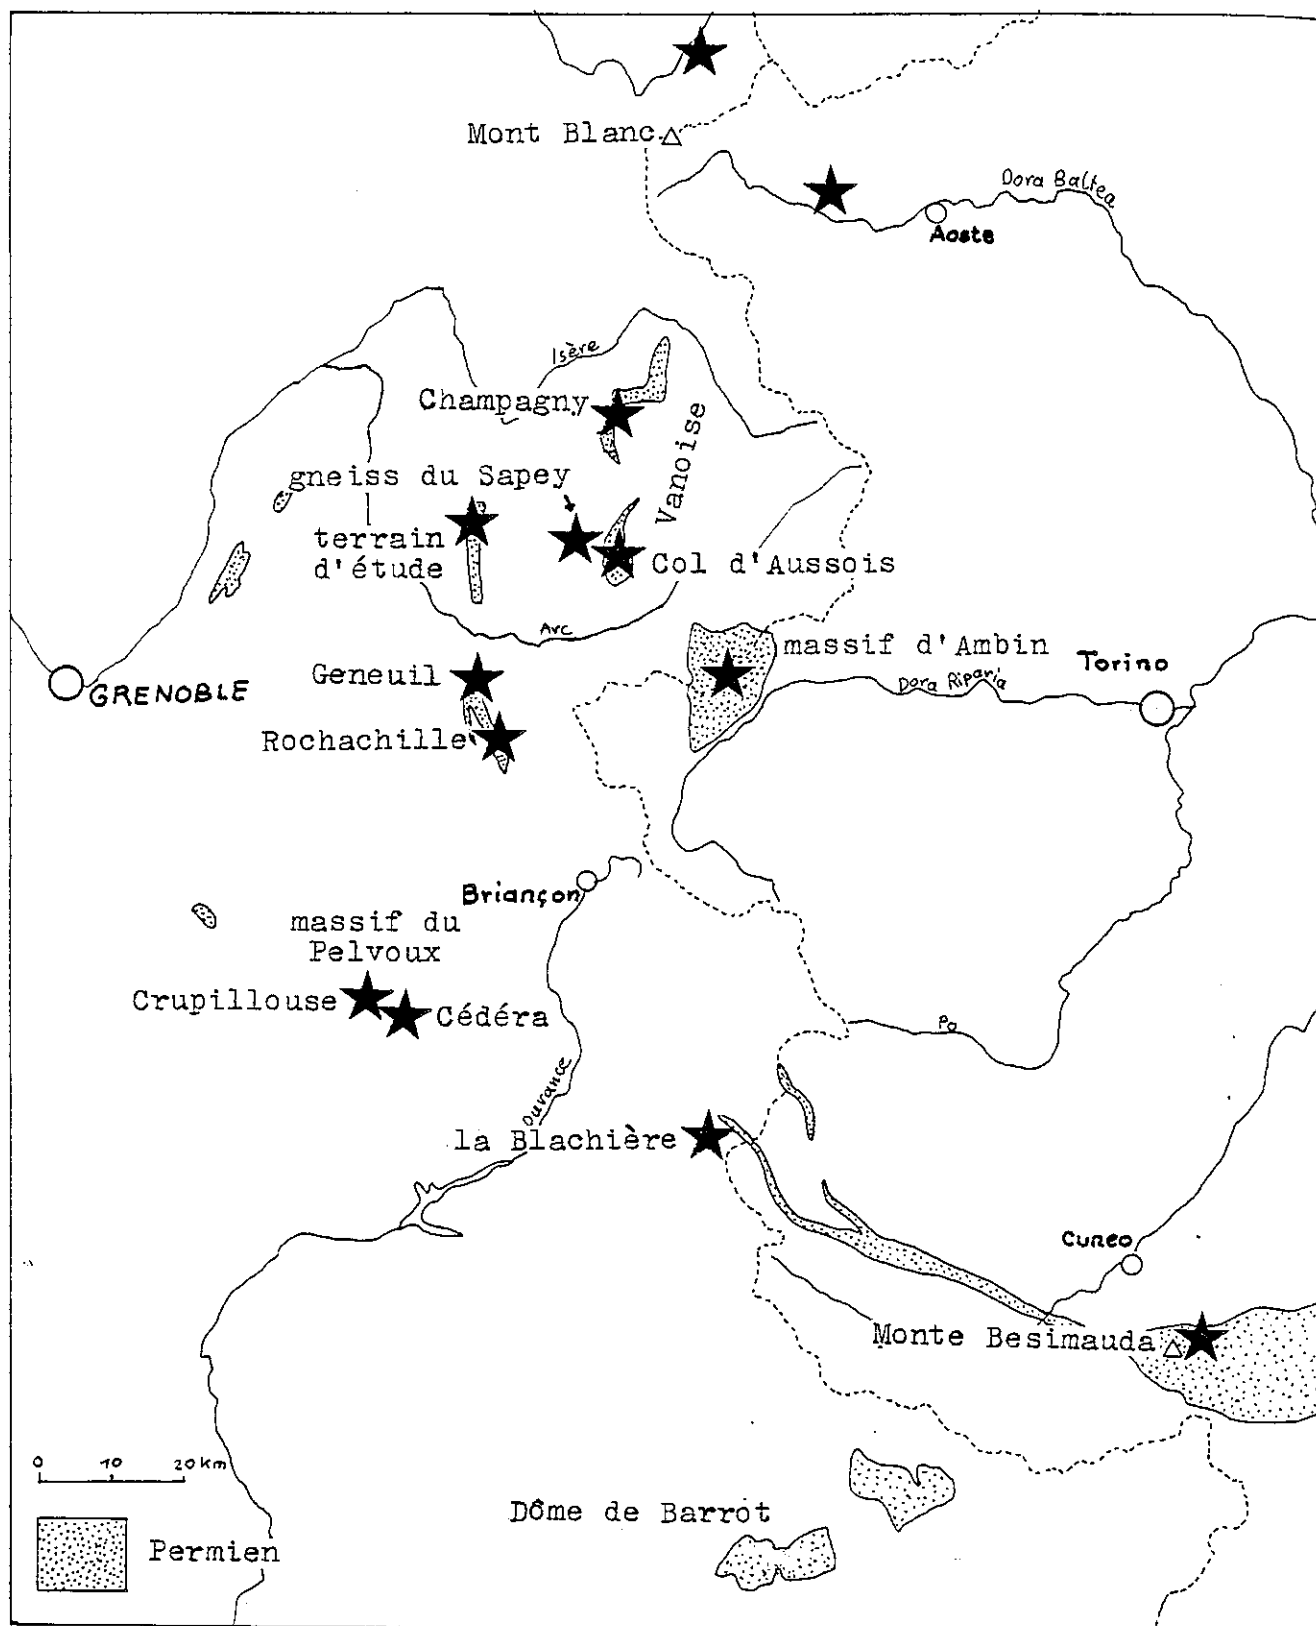 Mont Blanc
Dora Baltea
Aoste
Isère
Champagny
Vanoise
gneiss du Sapey
terrain
d'étude
Col d'Aussois
Arc
massif d'Ambin
Geneuil
Torino
Dora Riparia
GRENOBLE
Rochachille
Briançon
massif du
Pelvoux
Crupillouse
Cédéra
Po
Durance
la Blachière
Cuneo
Monte Besimauda
0 10 20 km
Dôme de Barrot
Permien